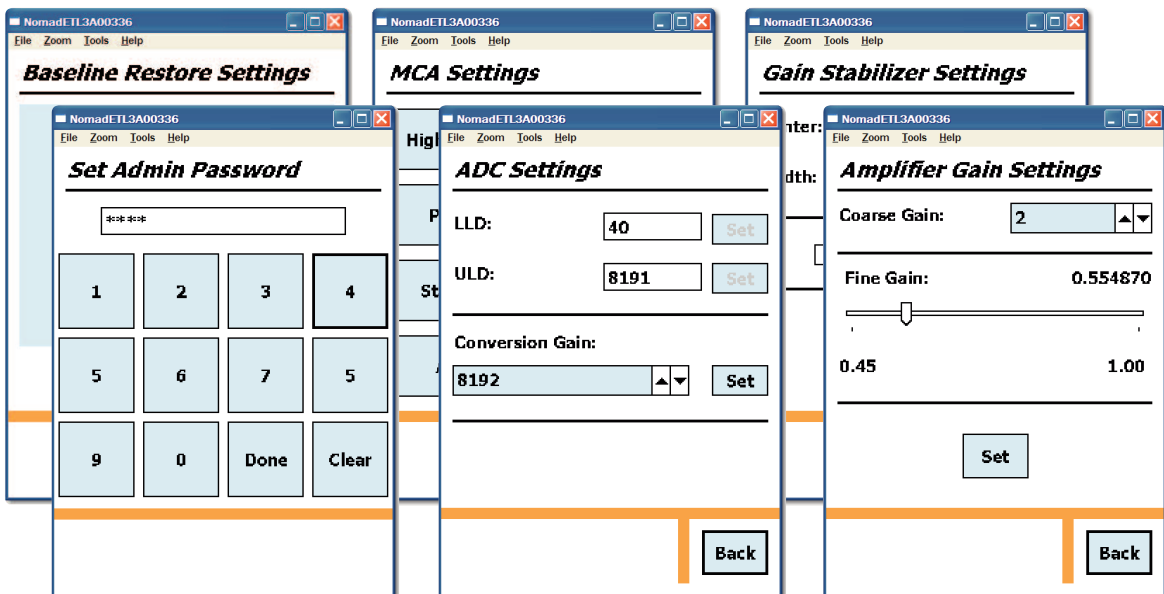 NomadETL3A00336
File Zoom Tools Help
Baseline Restore Settings
NomadETL3A00336
File Zoom Tools Help
MCA Settings
High
P
St
NomadETL3A00336
File Zoom Tools Help
Gain Stabilizer Settings
nter:
dth:
NomadETL3A00336
File Zoom Tools Help
Set Admin Password
****
1 2 3 4
5 6 7 5
9 0 Done Clear
NomadETL3A00336
File Zoom Tools Help
ADC Settings
LLD: 40 Set
ULD: 8191 Set
Conversion Gain:
8192 Set
Back
NomadETL3A00336
File Zoom Tools Help
Amplifier Gain Settings
Coarse Gain: 2
Fine Gain: 0.554870
0.45 1.00
Set
Back